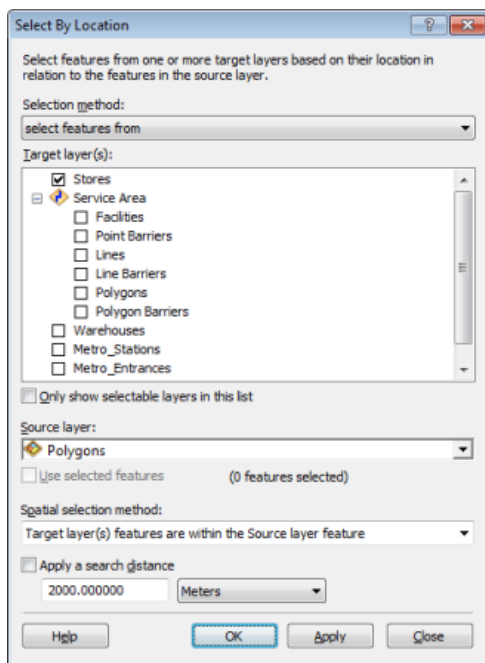 Select By Location
Select features from one or more target layers based on their location in
relation to the features in the source layer.
Selection method:
select features from
Target layer(s):
Stores
Service Area
Facilities
Point Barriers
Lines
Line Barriers
Polygons
Polygon Barriers
Warehouses
Metro_Stations
Metro_Entrances
Only show selectable layers in this list
Source layer:
Polygons
Use selected features (0 features selected)
Spatial selection method:
Target layer(s) features are within the Source layer feature
Apply a search distance
2000.000000 Meters
Help OK Apply Close